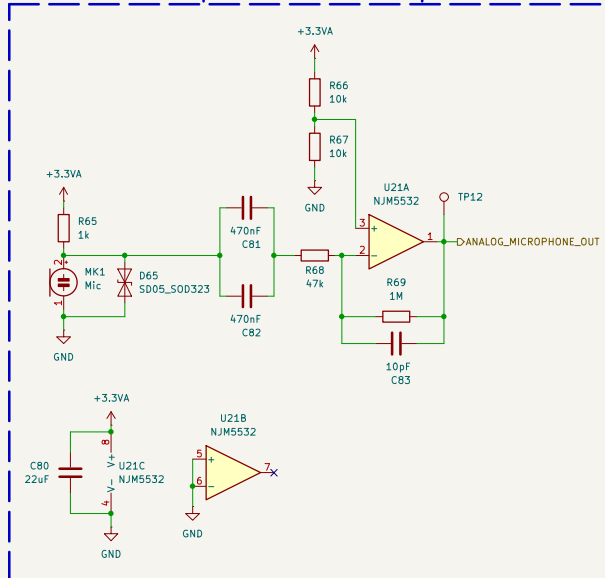 +3.3VA
R66
10k
R67
10k
GND
+3.3VA
R65
1k
2
+
MK1
Mic
1
GND
D65
SD05_SOD323
470nF
C81
470nF
C82
R68
47k
U21A
NJM5532
3
+
2
−
1
TP12
ANALOG_MICROPHONE_OUT
R69
1M
10pF
C83
+3.3VA
C80
22uF
8
V+
U21C
NJM5532
V−
4
GND
U21B
NJM5532
5
+
6
−
7
GND